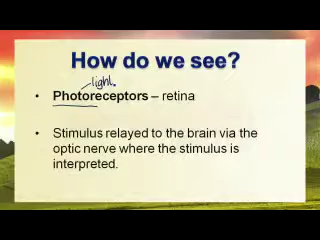 How do we see?
light
• Photoreceptors – retina
• Stimulus relayed to the brain via the
optic nerve where the stimulus is
interpreted.